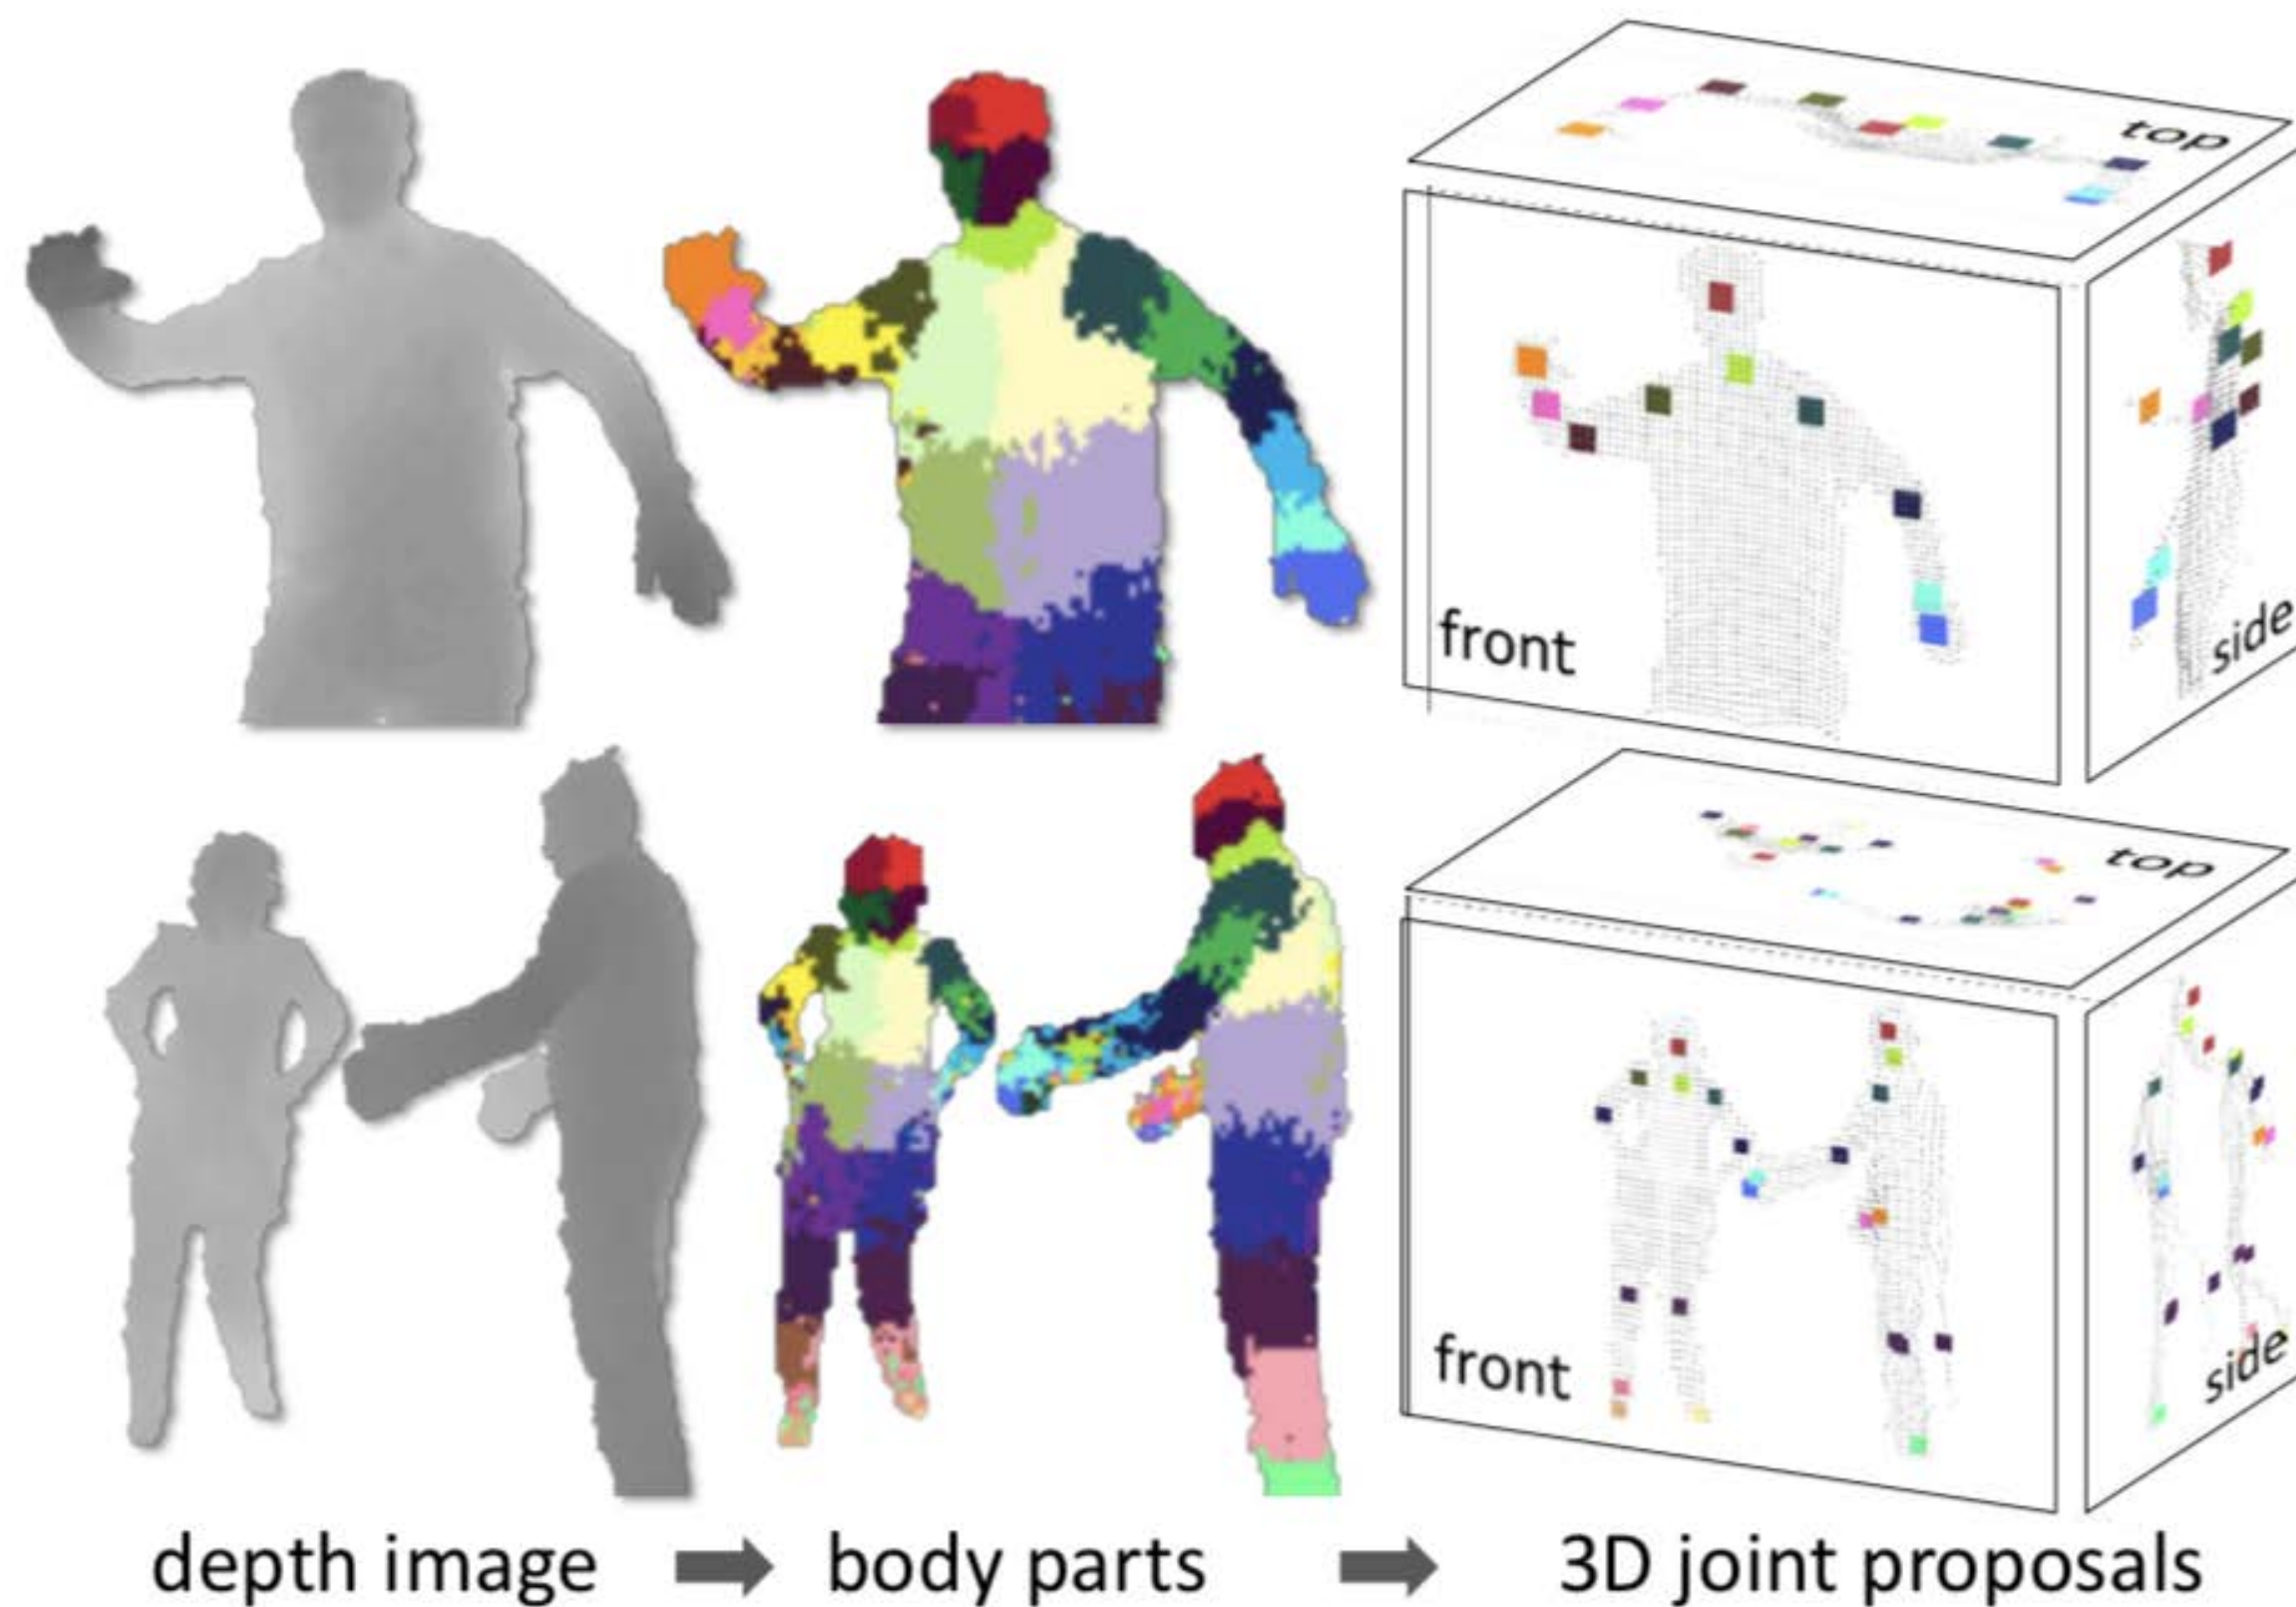 top
front
side
top
front
side
depth image
body parts
3D joint proposals